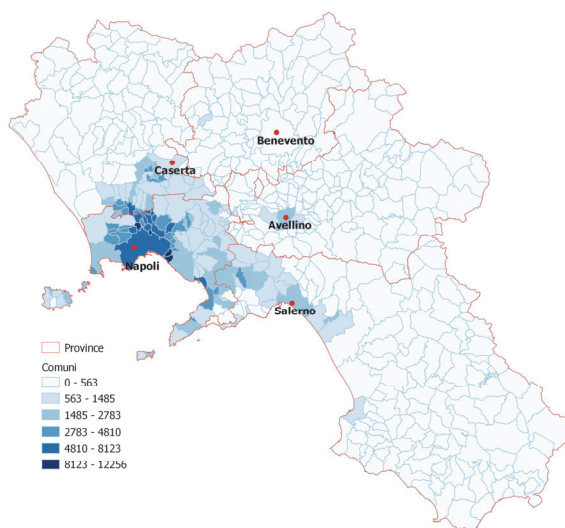 Benevento
Caserta
Avellino
Napoli
Salerno
Province
Comuni
0 - 563
563 - 1485
1485 - 2783
2783 - 4810
4810 - 8123
8123 - 12256